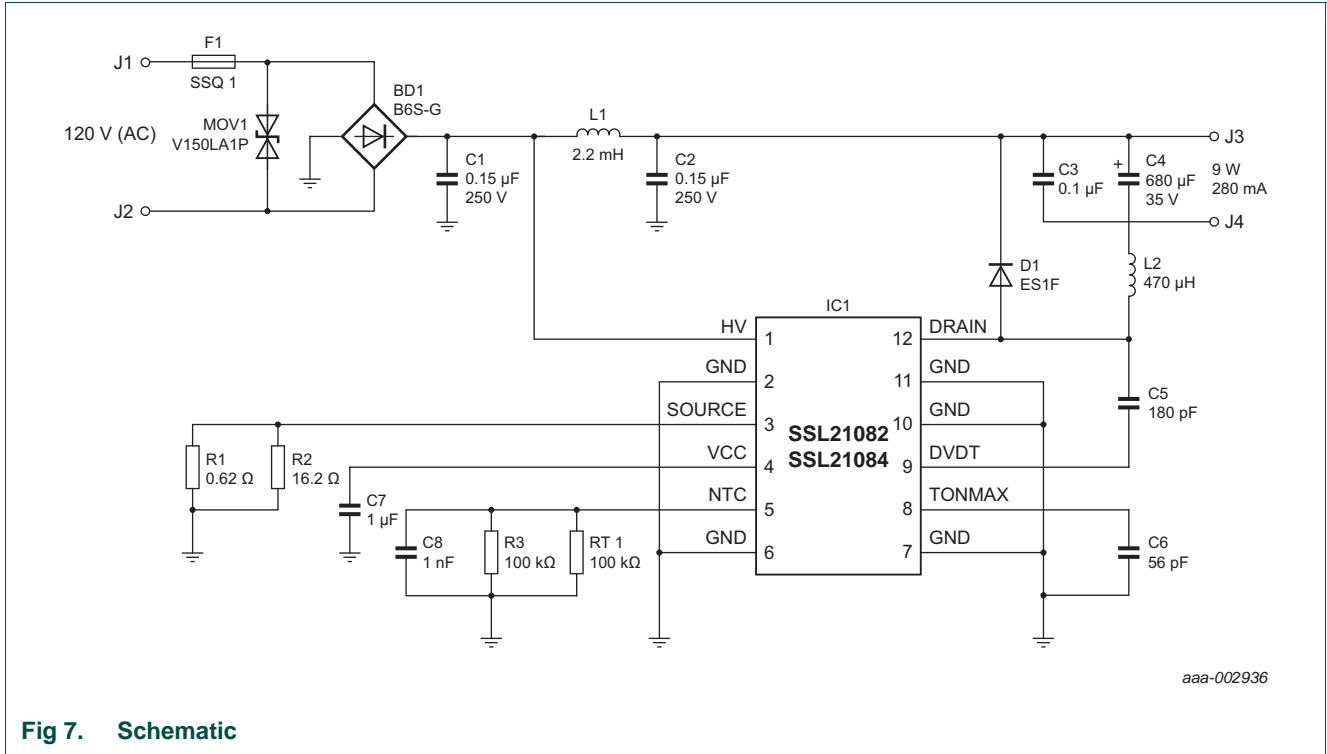 F1
J1
SSQ 1
MOV1
V150LA1P
120 V (AC)
J2
BD1
B6S-G
C1
0.15 μF
250 V
L1
2.2 mH
C2
0.15 μF
250 V
C3
0.1 μF
+
C4
680 μF
35 V
J3
9 W
280 mA
J4
D1
ES1F
L2
470 μH
IC1
HV
1
GND
2
SOURCE
3
VCC
4
NTC
5
GND
6
SSL21082
SSL21084
12
DRAIN
11
GND
10
GND
9
DVDT
8
TONMAX
7
GND
C5
180 pF
C6
56 pF
R1
0.62 Ω
R2
16.2 Ω
C7
1 μF
C8
1 nF
R3
100 kΩ
RT 1
100 kΩ
aaa-002936
Fig 7. Schematic